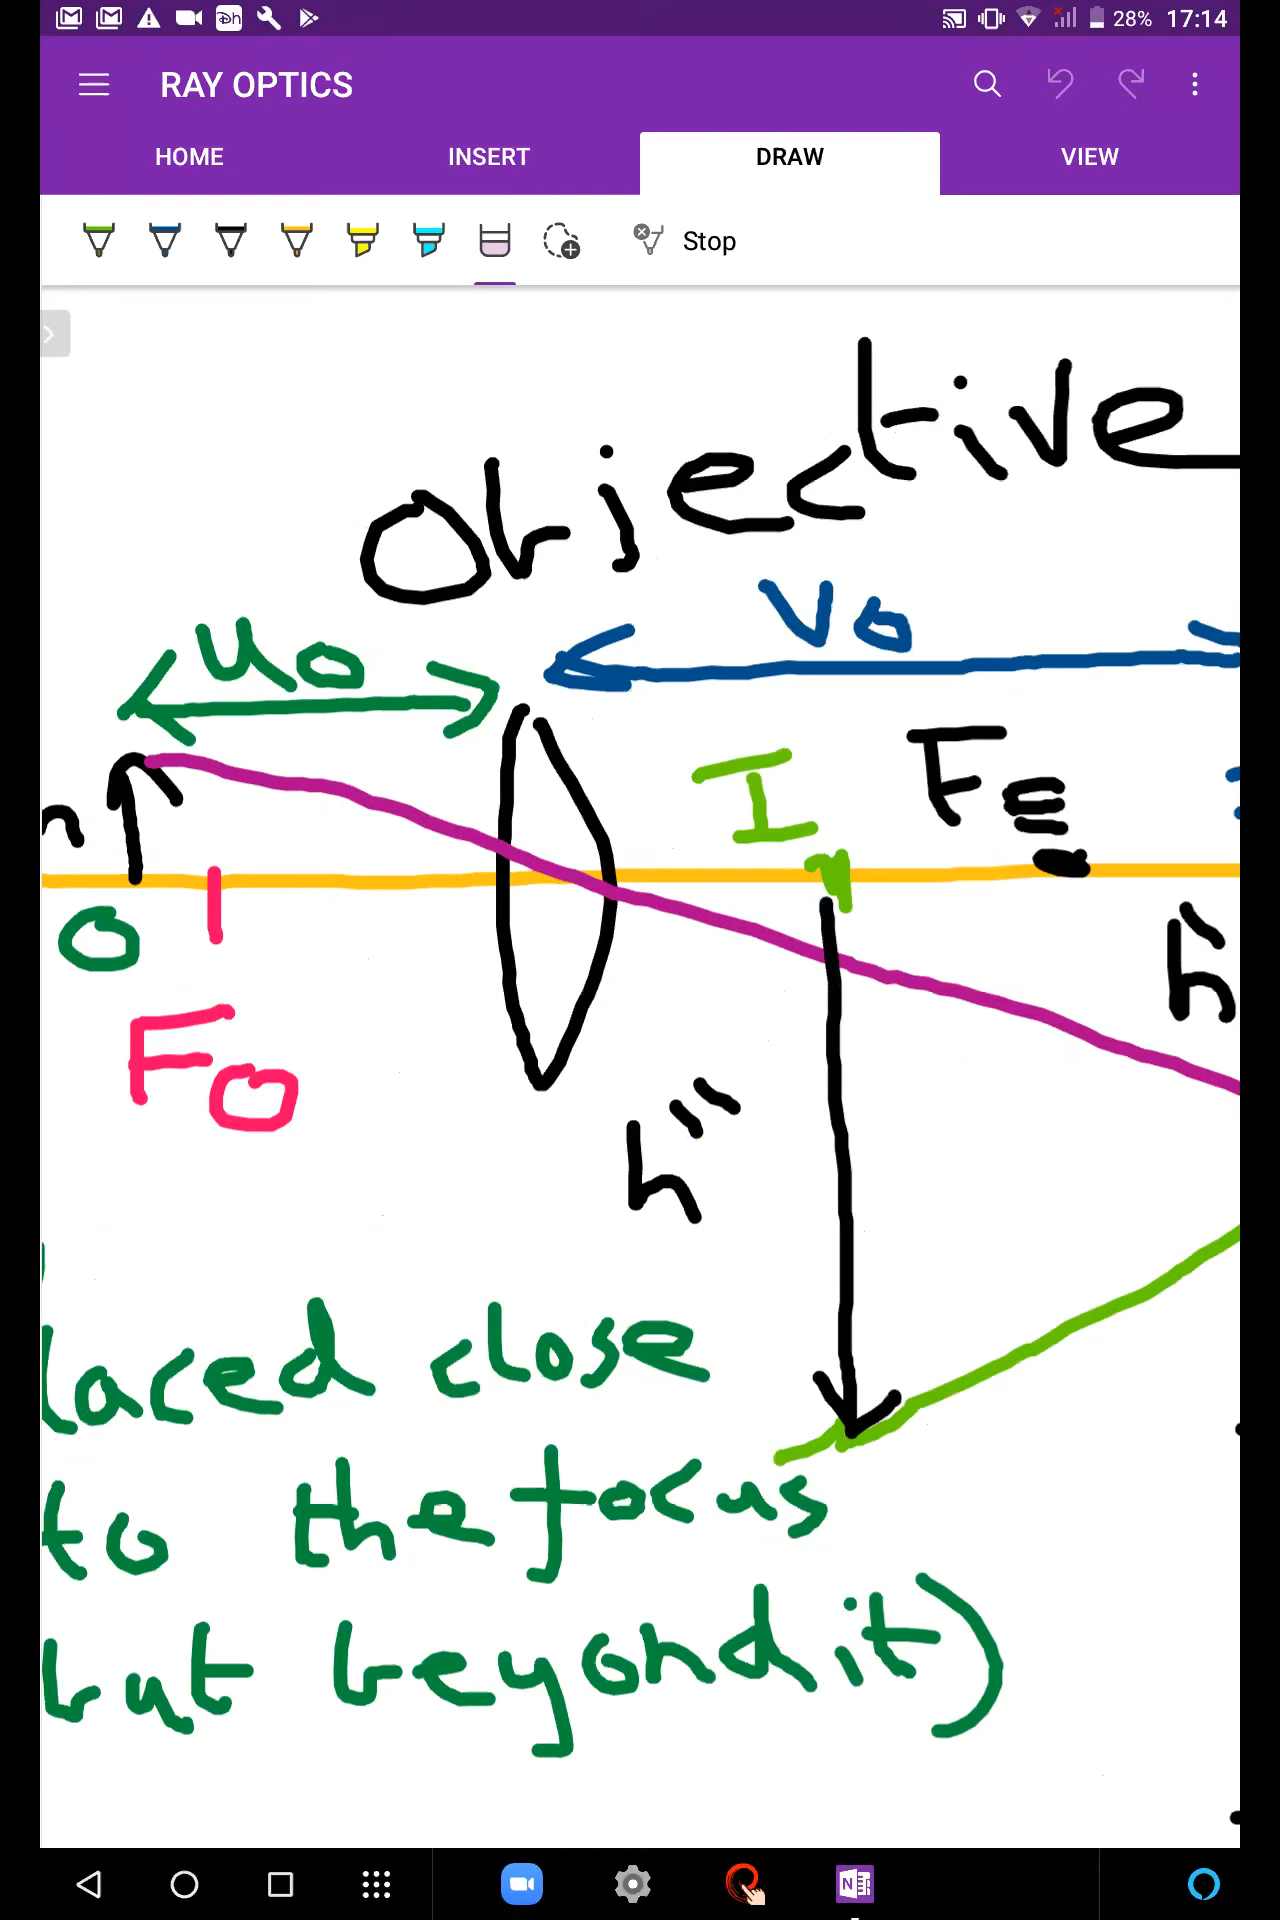 28% 17:14
RAY OPTICS
HOME INSERT DRAW VIEW
Stop
Objective
uo vo
I FE
h
O
h'
Fo
h"
laced close
to the focus
but beyond it)